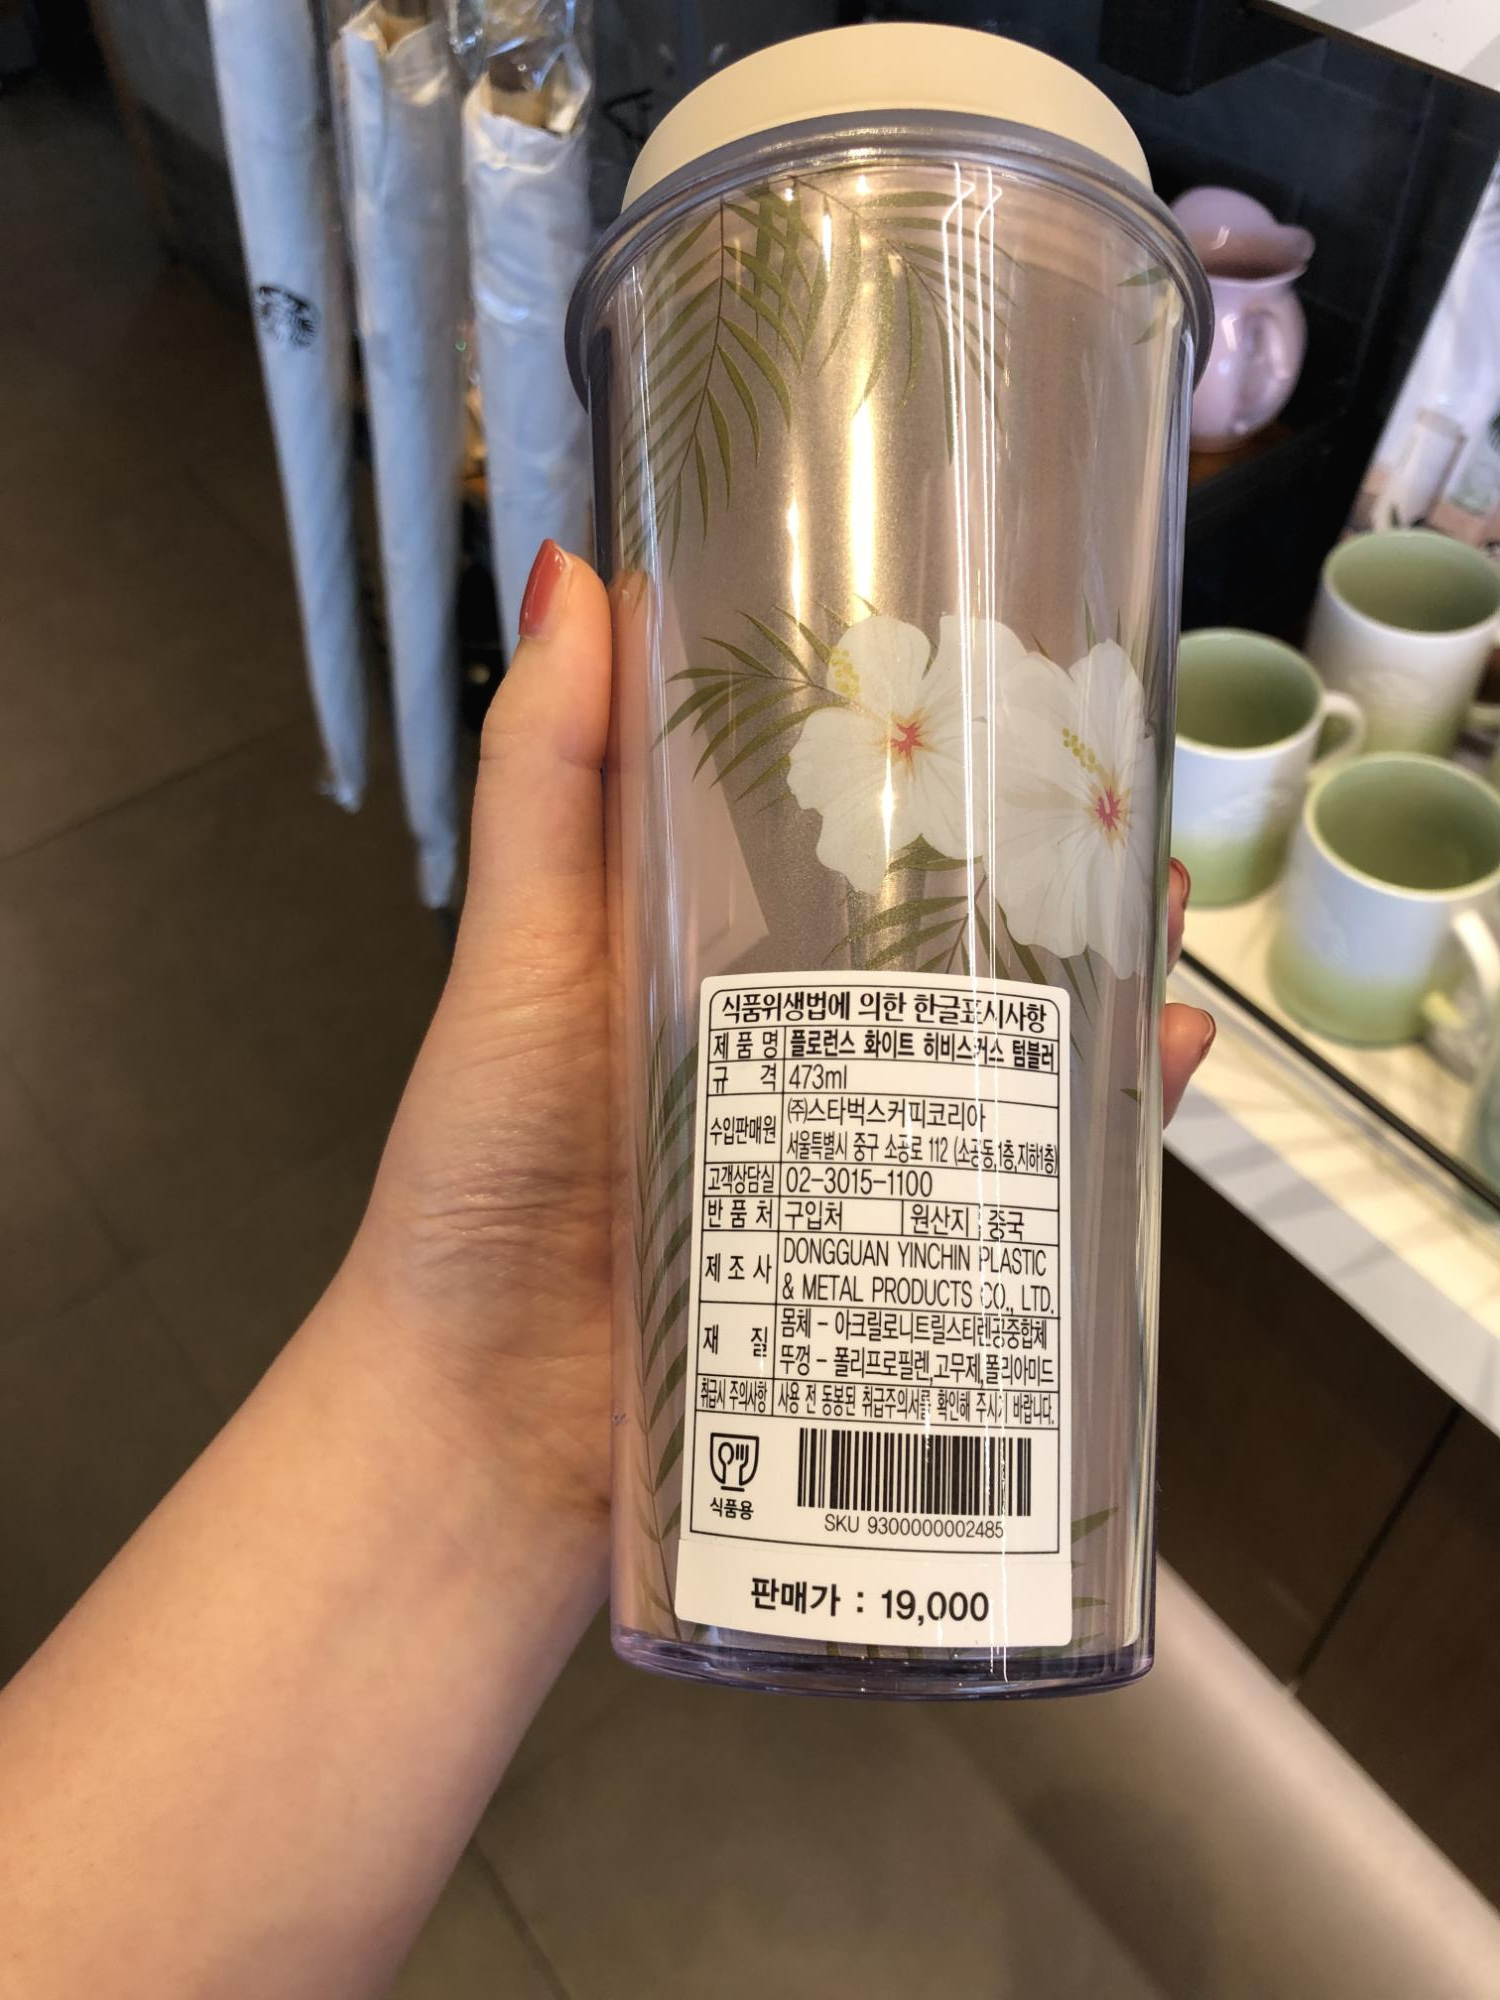 식품위생법에 의한 한글표시사항
제 품 명 플로런스 화이트 히비스커스 텀블러
규 격 473ml
수입판매원 ㈜스타벅스커피코리아
서울특별시 중구 소공로 112 (소공동,1층,지하1층)
고객상담실 02-3015-1100
반 품 처 구입처 원산지 중국
제 조 사 DONGGUAN YINCHIN PLASTIC
& METAL PRODUCTS CO., LTD.
재 질 몸체 - 아크릴로니트릴스티렌공중합체
뚜껑 - 폴리프로필렌,고무제,폴리아미드
취급시 주의사항 사용 전 동봉된 취급주의서를 확인해 주시기 바랍니다.
식품용
SKU 9300000002485
판매가 : 19,000